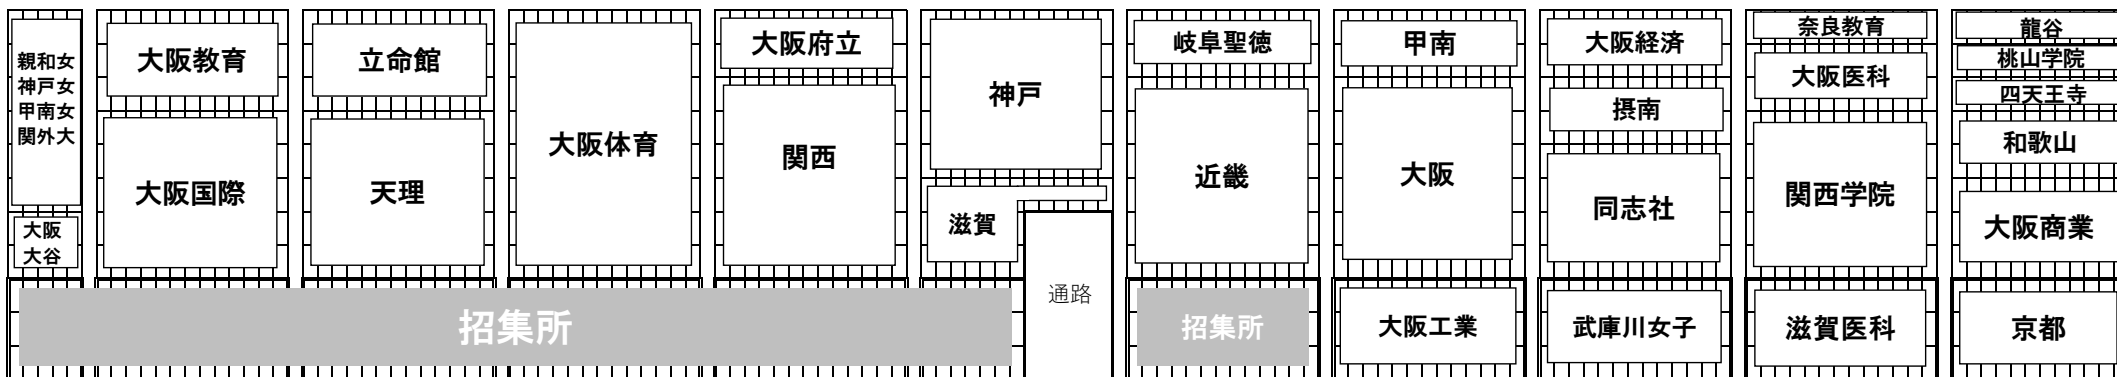 親和女
神戸女
甲南女
関外大
大阪
大谷
大阪教育
大阪国際
立命館
天理
大阪体育
大阪府立
関西
神戸
滋賀
通路
招集所
岐阜聖徳
近畿
招集所
甲南
大阪
大阪工業
大阪経済
摂南
同志社
武庫川女子
奈良教育
大阪医科
関西学院
滋賀医科
龍谷
桃山学院
四天王寺
和歌山
大阪商業
京都